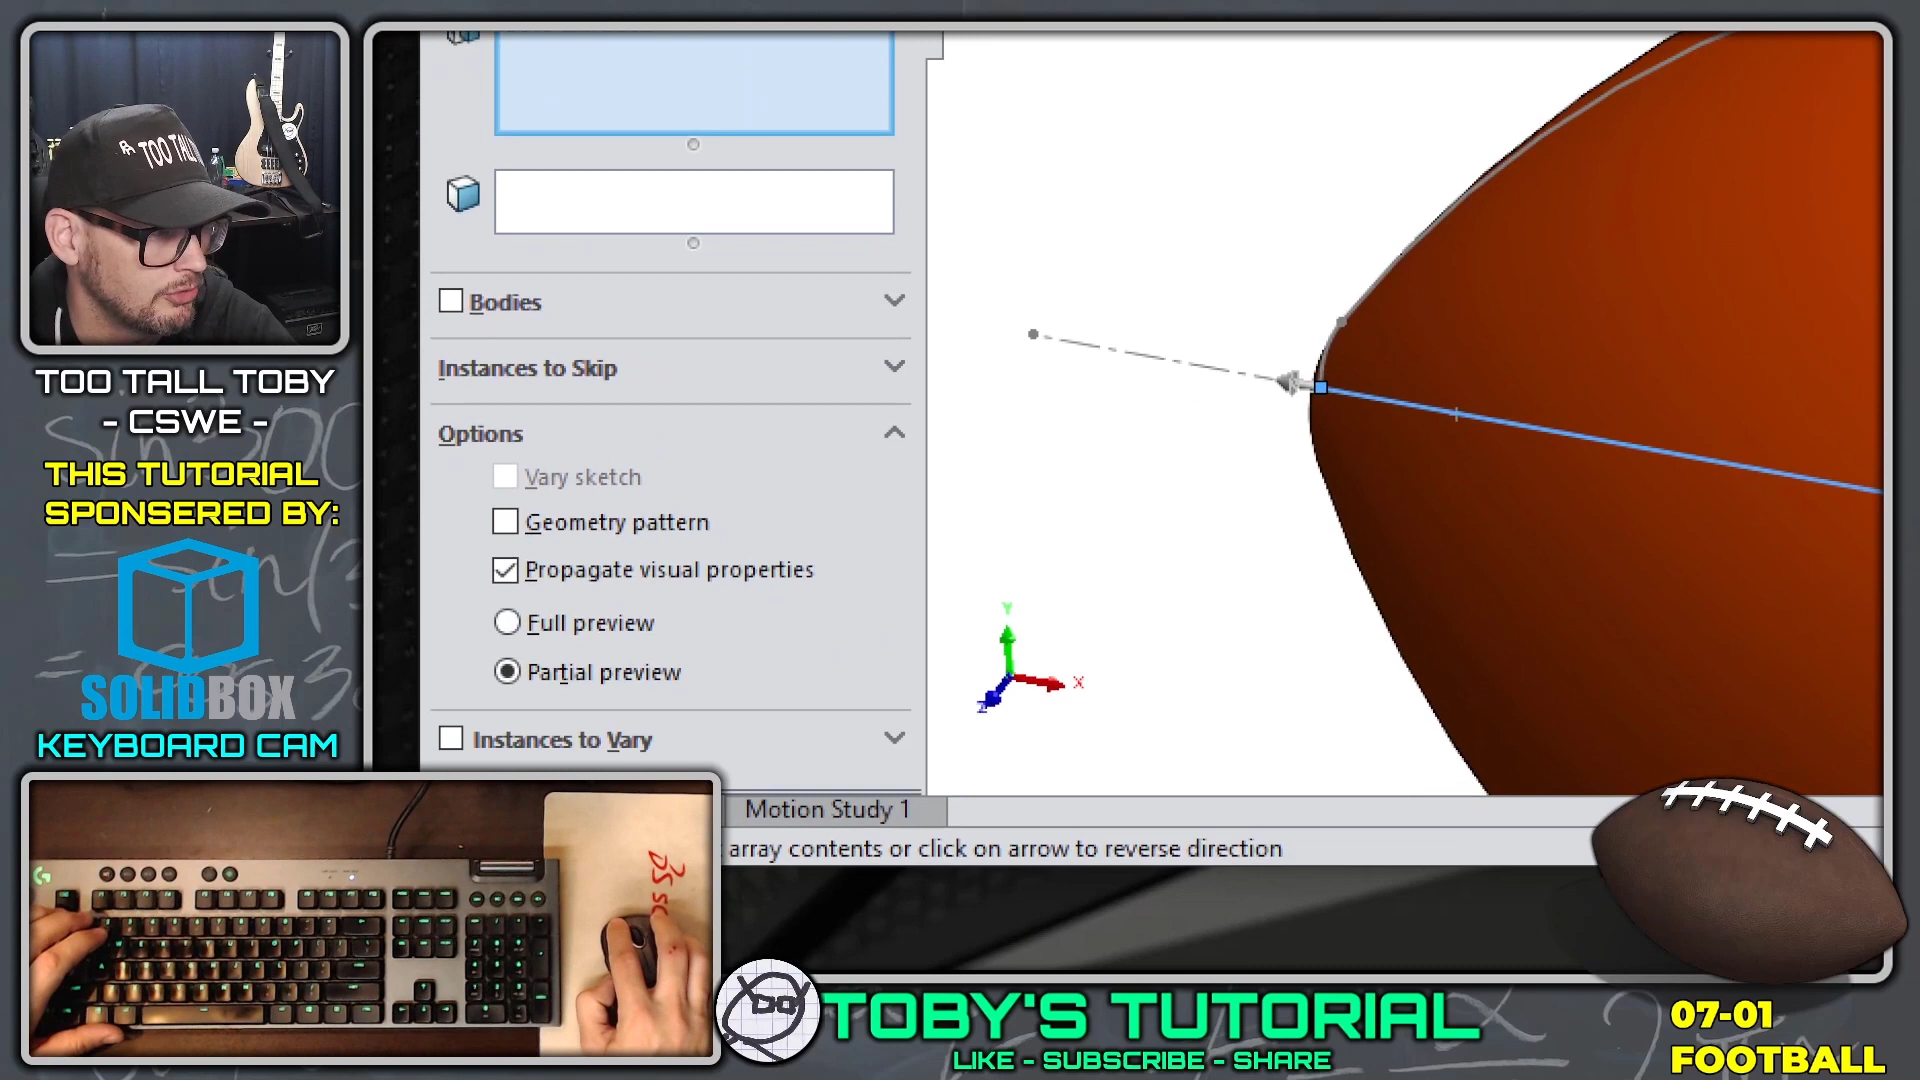 TOO TALL
TOO TALL TOBY
- CSWE -
THIS TUTORIAL
SPONSERED BY:
SOLIDBOX
KEYBOARD CAM
Bodies
Instances to Skip
Options
Vary sketch
Geometry pattern
Propagate visual properties
Full preview
Partial preview
Instances to Vary
Y
X
Z
Motion Study 1
array contents or click on arrow to reverse direction
TOBY'S TUTORIAL
LIKE - SUBSCRIBE - SHARE
07-01
FOOTBALL